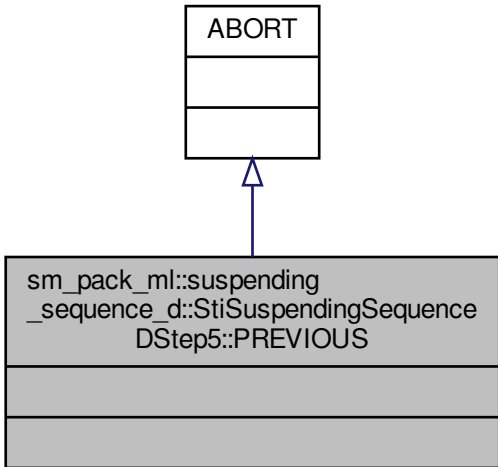 ABORT
sm_pack_ml::suspending
_sequence_d::StiSuspendingSequence
DStep5::PREVIOUS